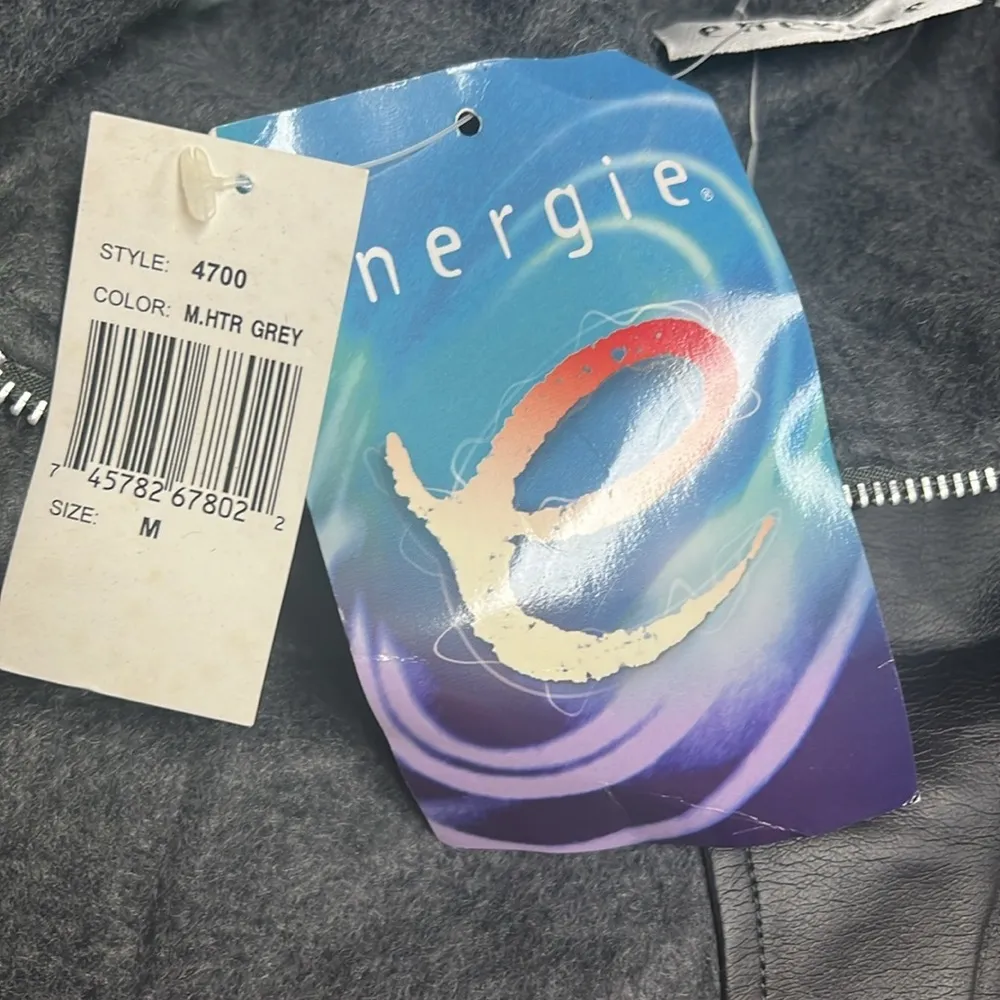 nergie®
e
STYLE: 4700
COLOR: M.HTR GREY
7 45782 67802 2
SIZE: M